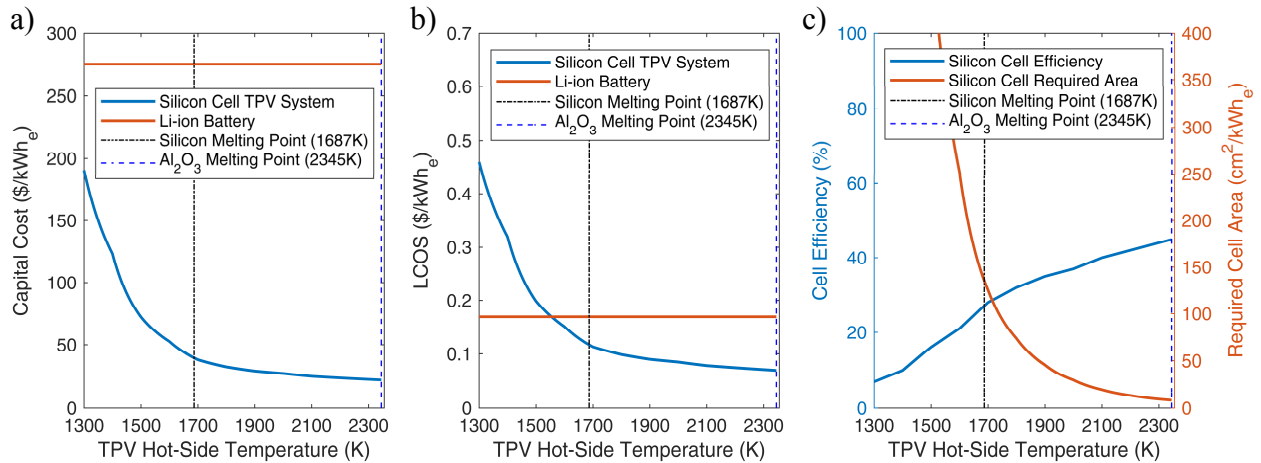 a)
300
250
200
150
100
50
0
Capital Cost ($/kWhe)
Silicon Cell TPV System
Li-ion Battery
Silicon Melting Point (1687K)
Al2O3 Melting Point (2345K)
1300 1500 1700 1900 2100 2300
TPV Hot-Side Temperature (K)
b)
0.7
0.6
0.5
0.4
0.3
0.2
0.1
0
LCOS ($/kWhe)
Silicon Cell TPV System
Li-ion Battery
Silicon Melting Point (1687K)
Al2O3 Melting Point (2345K)
1300 1500 1700 1900 2100 2300
TPV Hot-Side Temperature (K)
c)
100
80
60
40
20
0
Cell Efficiency (%)
Silicon Cell Efficiency
Silicon Cell Required Area
Silicon Melting Point (1687K)
Al2O3 Melting Point (2345K)
400
350
300
250
200
150
100
50
0
Required Cell Area (cm2/kWhe)
1300 1500 1700 1900 2100 2300
TPV Hot-Side Temperature (K)